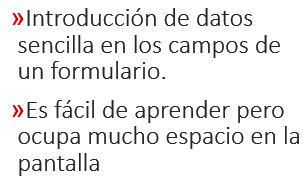 »Introducción de datos
sencilla en los campos de
un formulario.
»Es fácil de aprender pero
ocupa mucho espacio en la
pantalla